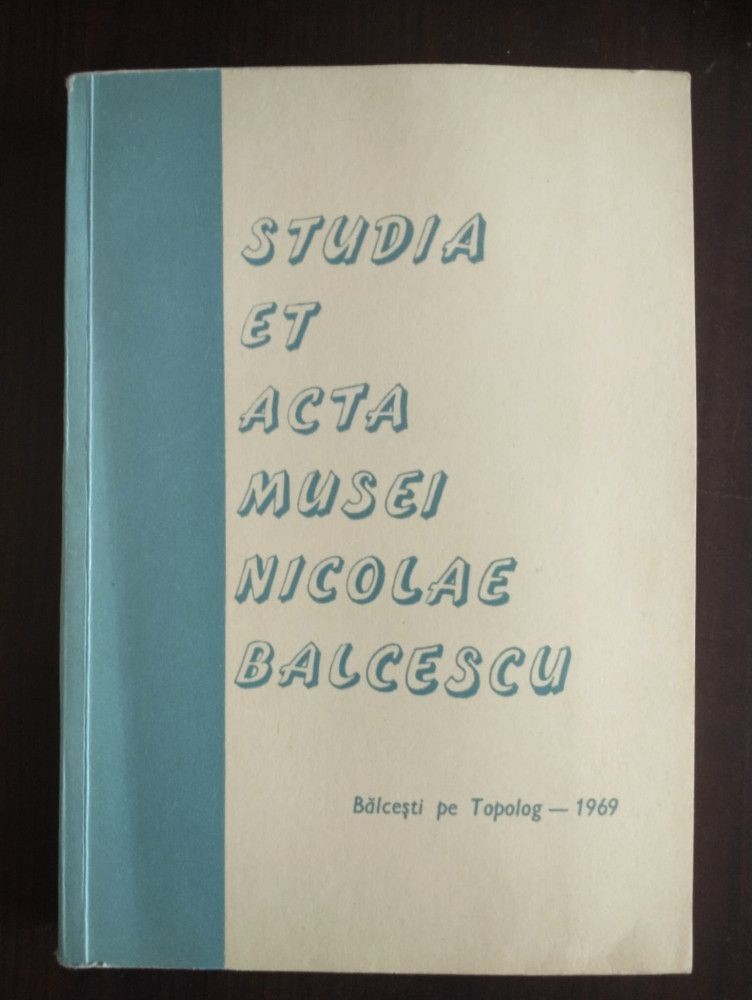 STUDIA
ET
ACTA
MUSEI
NICOLAE
BALCESCU
Bălcești pe Topolog — 1969